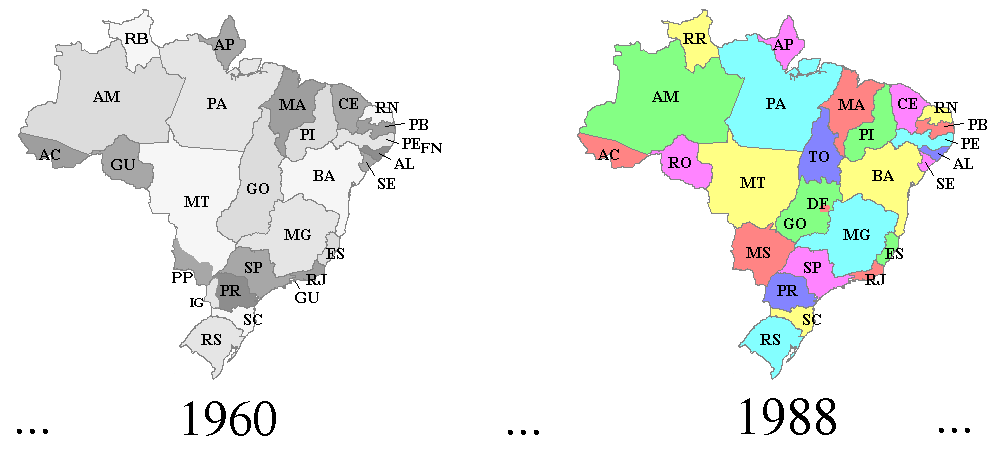 RB
AP
AM
PA
MA
CE
RN
PB
PI
PE
FN
AC
GU
AL
SE
BA
MT
GO
MG
ES
PP
SP
RJ
IG
PR
GU
SC
RS
... 1960
RR
AP
AM
PA
MA
CE
RN
PB
PI
PE
AC
RO
TO
AL
SE
BA
MT
DF
GO
MG
ES
MS
SP
RJ
PR
SC
RS
... 1988 ...